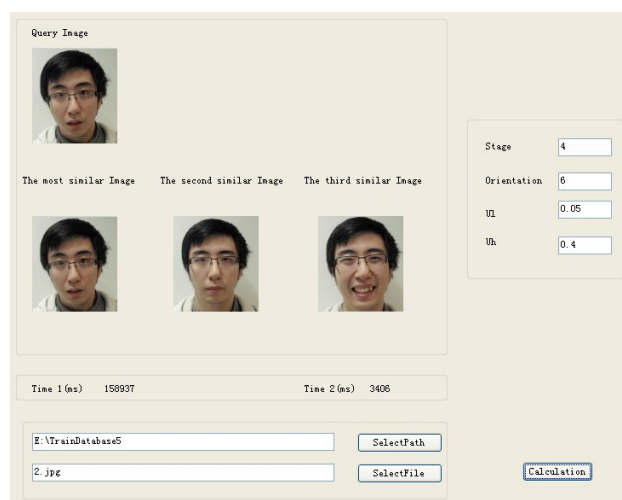 Query Image
The most similar Image The second similar Image The third similar Image
Stage 4
Orientation 6
Ul 0.05
Uh 0.4
Time 1(ms) 158937 Time 2(ms) 3406
E:\TrainDatabase5 SelectPath
2.jpg SelectFile
Calculation